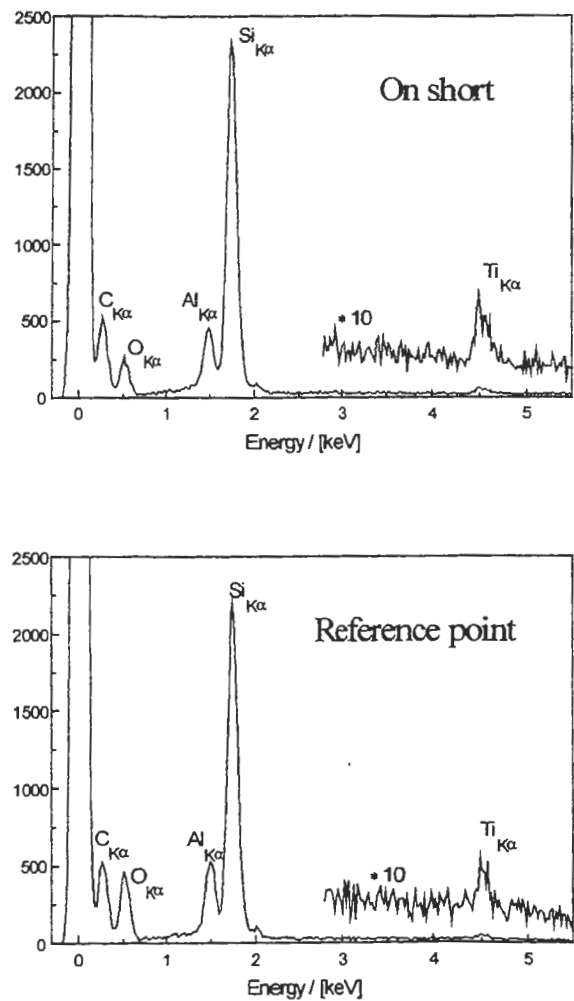 2500
2000
1500
1000
500
0
Si Kα
On short
C Kα
O Kα
Al Kα
* 10
Ti Kα
0 1 2 3 4 5
Energy / [keV]
2500
2000
1500
1000
500
0
Si Kα
Reference point
C Kα
O Kα
Al Kα
* 10
Ti Kα
0 1 2 3 4 5
Energy / [keV]